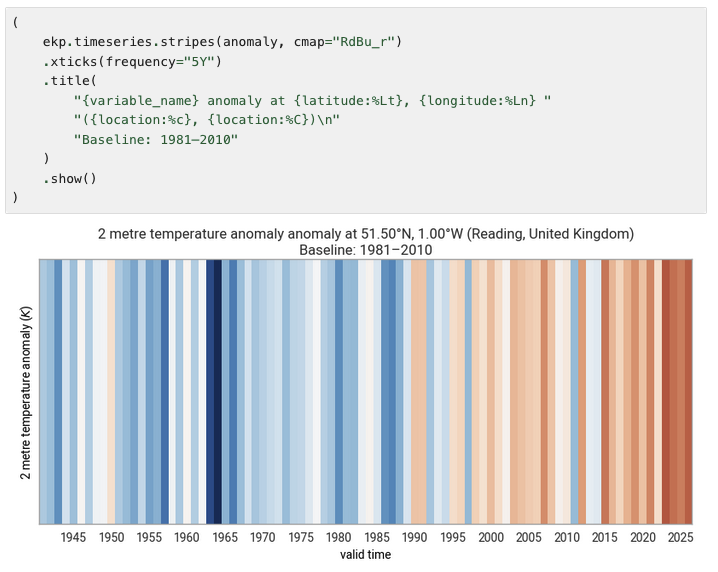 (
    ekp.timeseries.stripes(anomaly, cmap="RdBu_r")
    .xticks(frequency="5Y")
    .title(
        "{variable_name} anomaly at {latitude:%Lt}, {longitude:%Ln} "
        "({location:%c}, {location:%C})\n"
        "Baseline: 1981—2010"
    )
    .show()
)
2 metre temperature anomaly anomaly at 51.50°N, 1.00°W (Reading, United Kingdom)
Baseline: 1981—2010
2 metre temperature anomaly (K)
1945 1950 1955 1960 1965 1970 1975 1980 1985 1990 1995 2000 2005 2010 2015 2020 2025
valid time